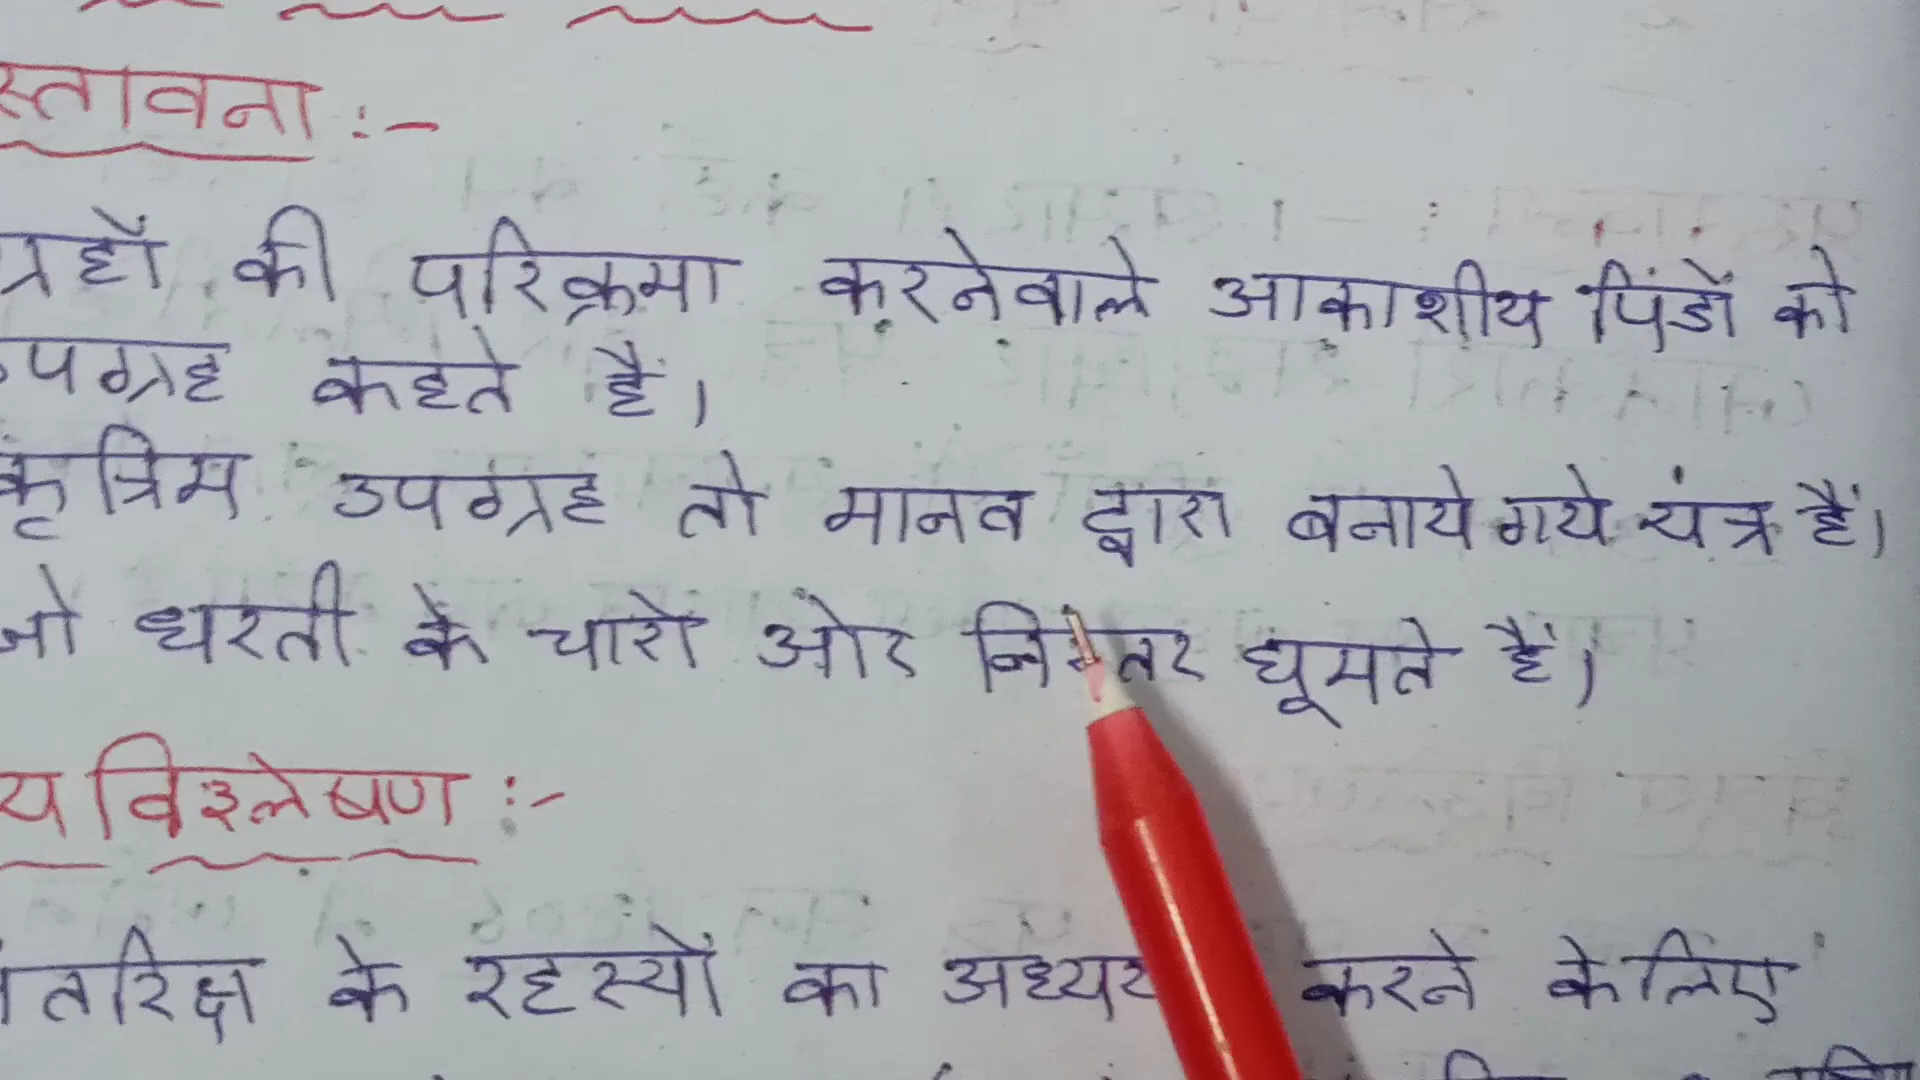 स्तावना :-
ग्रहों की परिक्रमा करनेवाले आकाशीय पिंडों को
उपग्रह कहते हैं।
कृत्रिम उपग्रह तो मानव द्वारा बनाये गये यंत्र हैं।
जो धरती के चारों ओर घूमते हैं।
य विश्लेषण :-
अंतरिक्ष के रहस्यों का करने के लिए